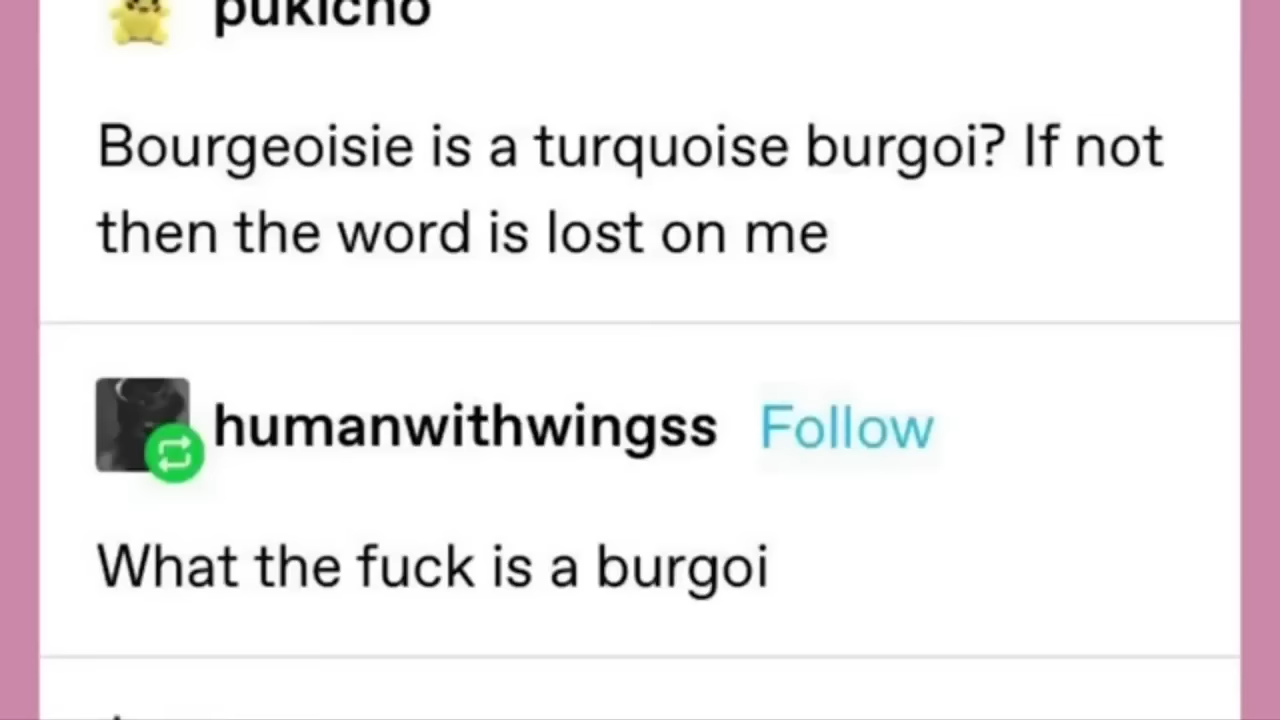 pukicho
Bourgeoisie is a turquoise burgoi? If not
then the word is lost on me
humanwithwingss Follow
What the fuck is a burgoi